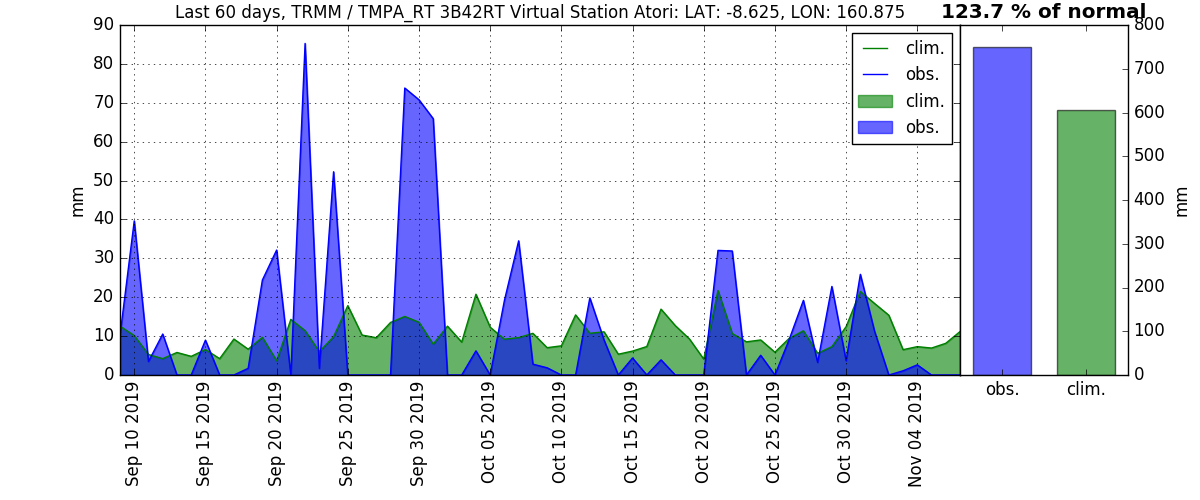 Last 60 days, TRMM / TMPA_RT 3B42RT Virtual Station Atori: LAT: -8.625, LON: 160.875
123.7 % of normal
90
80
70
60
50
40
30
20
10
0
mm
clim.
obs.
clim.
obs.
Sep 10 2019
Sep 15 2019
Sep 20 2019
Sep 25 2019
Sep 30 2019
Oct 05 2019
Oct 10 2019
Oct 15 2019
Oct 20 2019
Oct 25 2019
Oct 30 2019
Nov 04 2019
800
700
600
500
400
300
200
100
0
mm
obs.
clim.